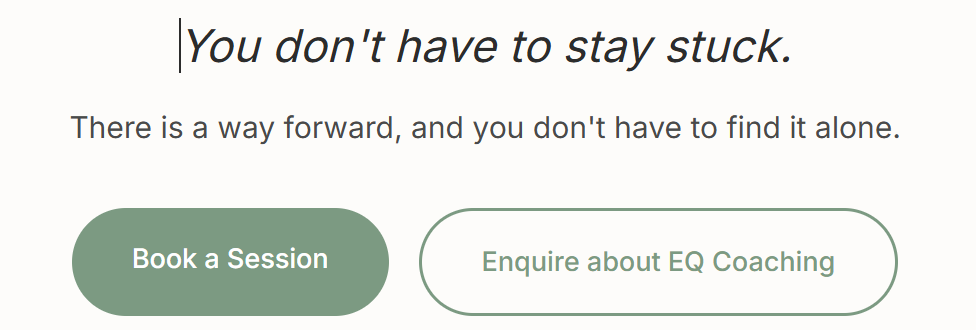 You don't have to stay stuck.
There is a way forward, and you don't have to find it alone.
Book a Session
Enquire about EQ Coaching